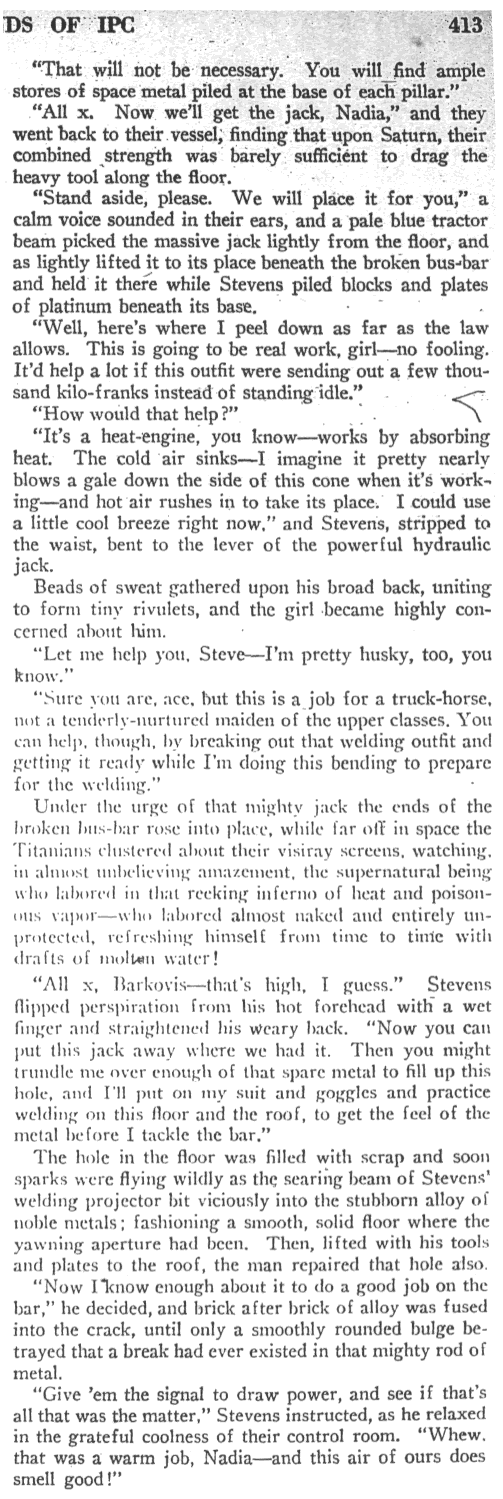 DS OF IPC 413
"That will not be necessary. You will find ample
stores of space metal piled at the base of each pillar."
"All x. Now we'll get the jack, Nadia," and they
went back to their vessel, finding that upon Saturn, their
combined strength was barely sufficient to drag the
heavy tool along the floor.
"Stand aside, please. We will place it for you," a
calm voice sounded in their ears, and a pale blue tractor
beam picked the massive jack lightly from the floor, and
as lightly lifted it to its place beneath the broken bus-bar
and held it there while Stevens piled blocks and plates
of platinum beneath its base.
"Well, here's where I peel down as far as the law
allows. This is going to be real work, girl—no fooling.
It'd help a lot if this outfit were sending out a few thou-
sand kilo-franks instead of standing idle."
"How would that help?"
"It's a heat-engine, you know—works by absorbing
heat. The cold air sinks—I imagine it pretty nearly
blows a gale down the side of this cone when it's work-
ing—and hot air rushes in to take its place. I could use
a little cool breeze right now," and Stevens, stripped to
the waist, bent to the lever of the powerful hydraulic
jack.
Beads of sweat gathered upon his broad back, uniting
to form tiny rivulets, and the girl became highly con-
cerned about him.
"Let me help you, Steve—I'm pretty husky, too, you
know."
"Sure you are, ace, but this is a job for a truck-horse,
not a tenderly-nurtured maiden of the upper classes. You
can help, though, by breaking out that welding outfit and
getting it ready while I'm doing this bending to prepare
for the welding."
Under the urge of that mighty jack the ends of the
broken bus-bar rose into place, while far off in space the
Titanians clustered about their visiray screens, watching,
in almost unbelieving amazement, the supernatural being
who labored in that reeking inferno of heat and poison-
ous vapor—who labored almost naked and entirely un-
protected, refreshing himself from time to time with
drafts of molten water!
"All x, Barkovis—that's high, I guess." Stevens
flipped perspiration from his hot forehead with a wet
finger and straightened his weary back. "Now you can
put this jack away where we had it. Then you might
trundle me over enough of that spare metal to fill up this
hole, and I'll put on my suit and goggles and practice
welding on this floor and the roof, to get the feel of the
metal before I tackle the bar."
The hole in the floor was filled with scrap and soon
sparks were flying wildly as the searing beam of Stevens'
welding projector bit viciously into the stubborn alloy of
noble metals; fashioning a smooth, solid floor where the
yawning aperture had been. Then, lifted with his tools
and plates to the roof, the man repaired that hole also.
"Now I know enough about it to do a good job on the
bar," he decided, and brick after brick of alloy was fused
into the crack, until only a smoothly rounded bulge be-
trayed that a break had ever existed in that mighty rod of
metal.
"Give 'em the signal to draw power, and see if that's
all that was the matter," Stevens instructed, as he relaxed
in the grateful coolness of their control room. "Whew,
that was a warm job, Nadia—and this air of ours does
smell good!"